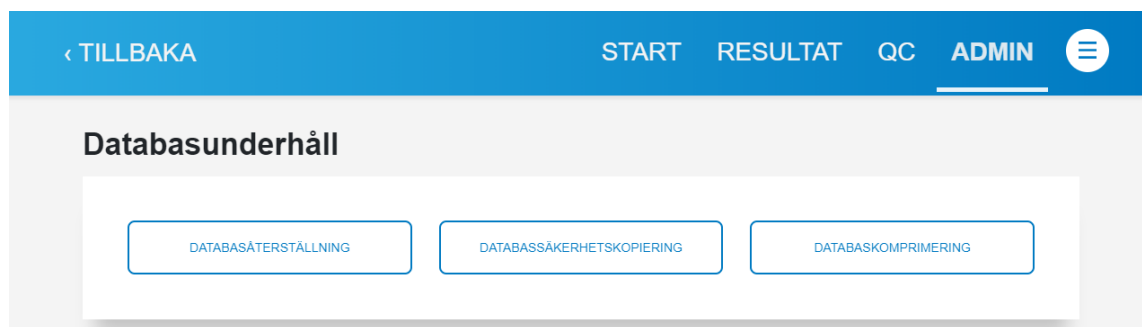 ‹ TILLBAKA START RESULTAT QC ADMIN
Databasunderhåll
DATABASÅTERSTÄLLNING DATABASSÄKERHETSKOPIERING DATABASKOMPRIMERING